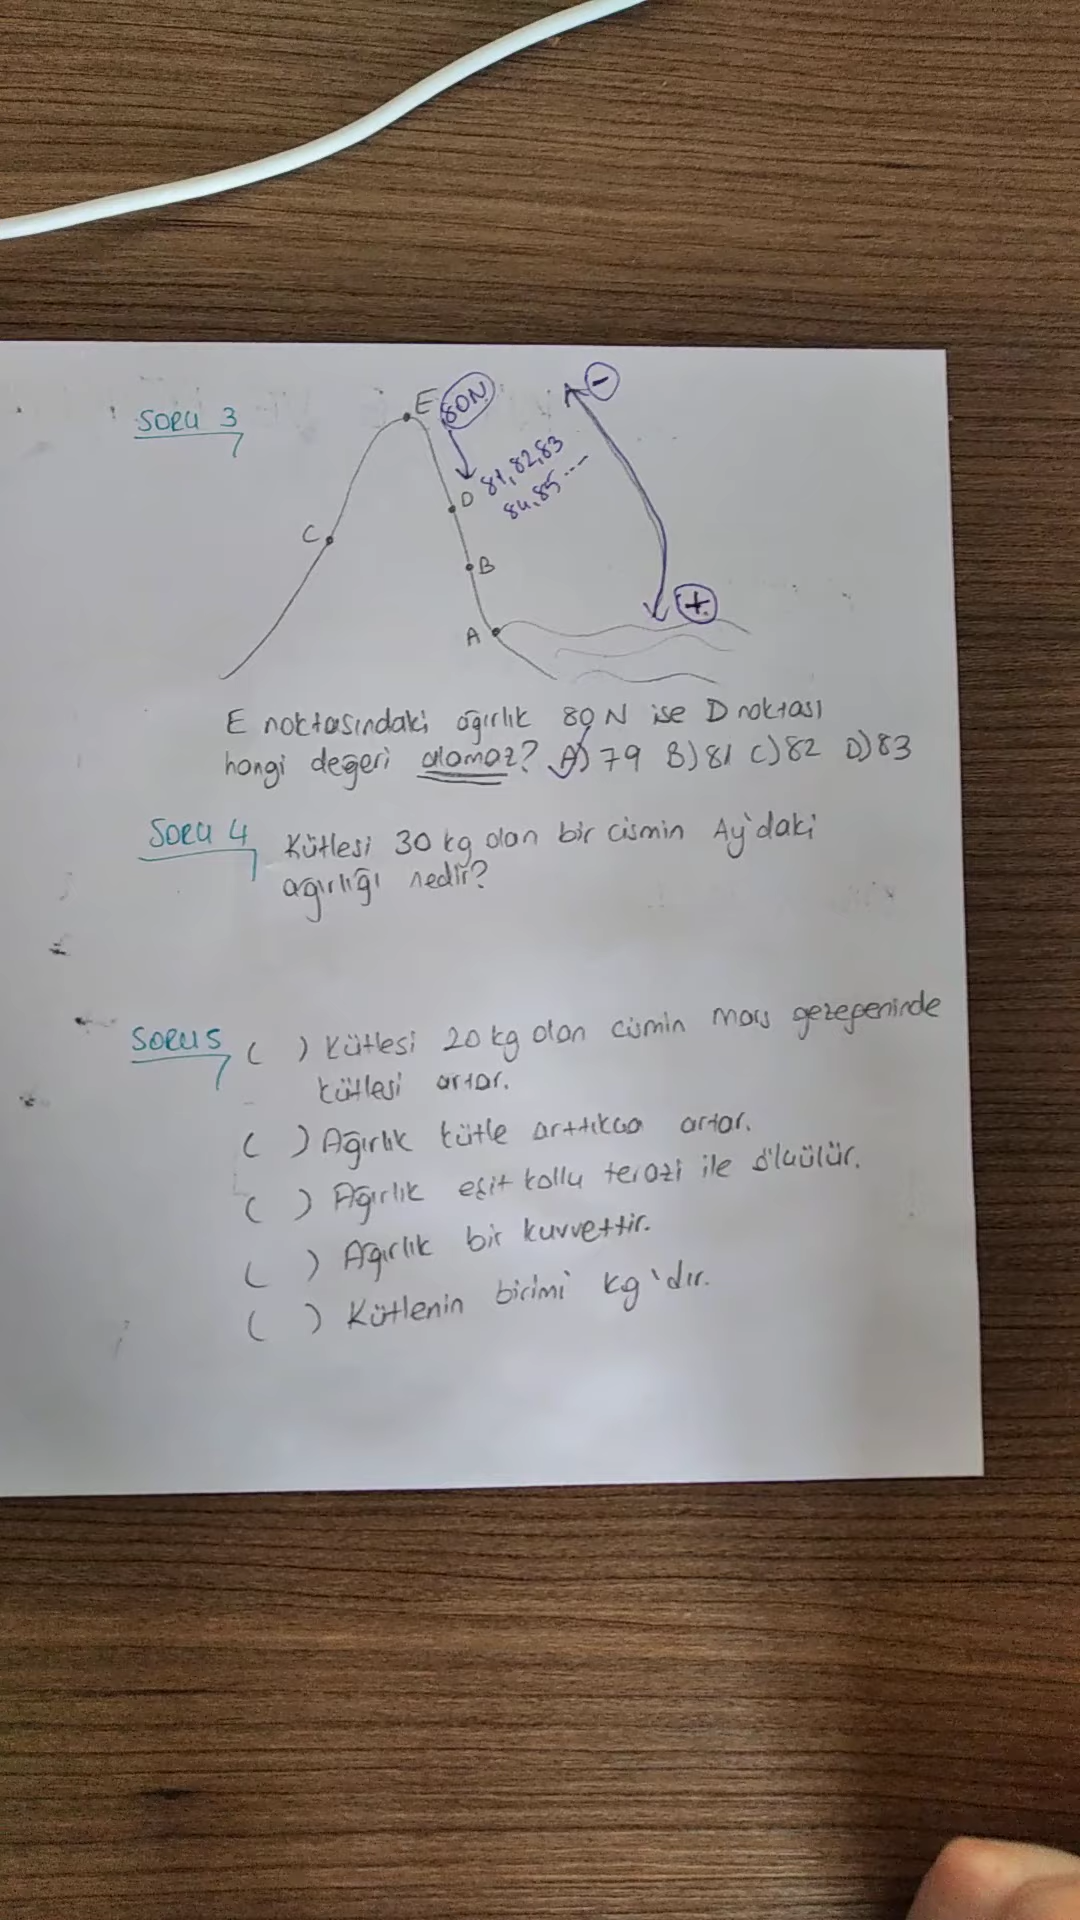 SORU 3
E 80N
-
81, 82, 83
84, 85 ...
D
C
B
+
A
E noktasındaki ağırlık 80 N ise D noktası
hangi değeri alamaz? A) 79 B) 81 C) 82 D) 83
SORU 4 Kütlesi 30 kg olan bir cismin Ay'daki
ağırlığı nedir?
SORU 5 ( ) Kütlesi 20 kg olan cismin mars gezegeninde
kütlesi artar.
( ) Ağırlık kütle arttıkça artar.
( ) Ağırlık eşit kollu terazi ile ölçülür.
( ) Ağırlık bir kuvvettir.
( ) Kütlenin birimi kg'dır.